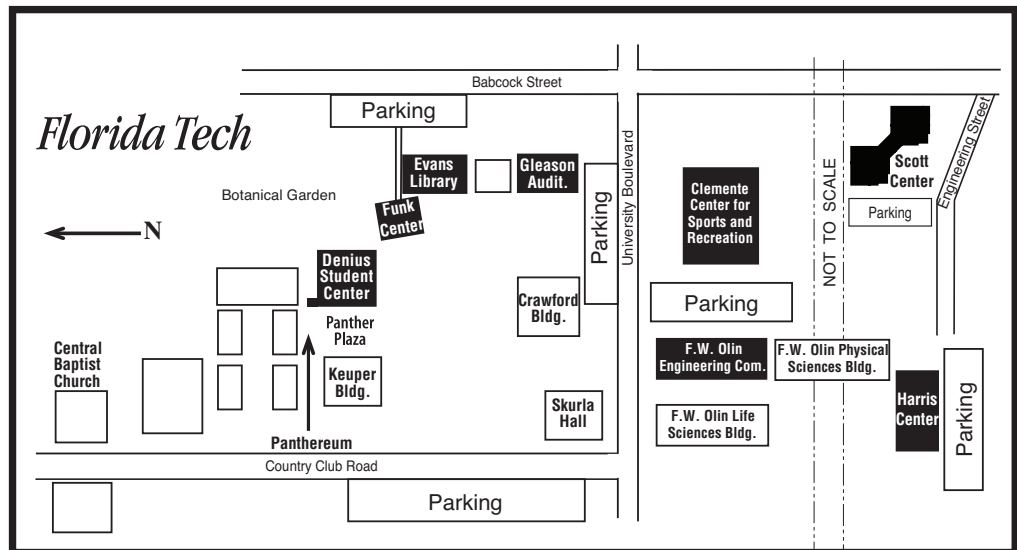 Babcock Street
Parking
Florida Tech
Evans
Library
Gleason
Audit.
Botanical Garden
Funk
Center
N
Denius
Student
Center
Panther
Plaza
Parking
University Boulevard
Crawford
Bldg.
Clemente
Center for
Sports and
Recreation
Parking
NOT TO SCALE
Scott
Center
Parking
Engineering Street
Central
Baptist
Church
Keuper
Bldg.
Panthereum
Skurla
Hall
F.W. Olin
Engineering Com.
F.W. Olin Physical
Sciences Bldg.
F.W. Olin Life
Sciences Bldg.
Harris
Center
Parking
Country Club Road
Parking